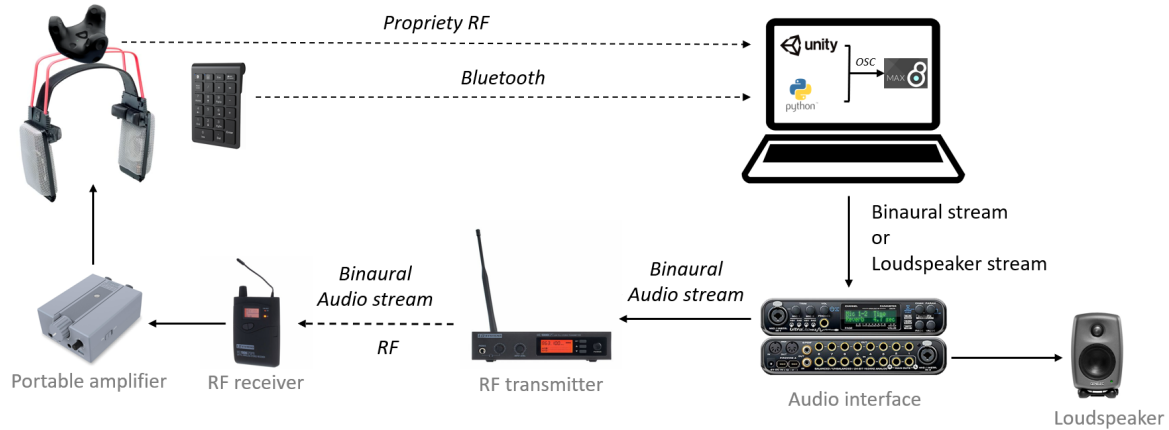 Propriety RF
Bluetooth
unity
OSC
MAX 8
python
Binaural stream
or
Loudspeaker stream
Binaural
Audio stream
Binaural
Audio stream
RF
Portable amplifier
RF receiver
RF transmitter
Audio interface
Loudspeaker